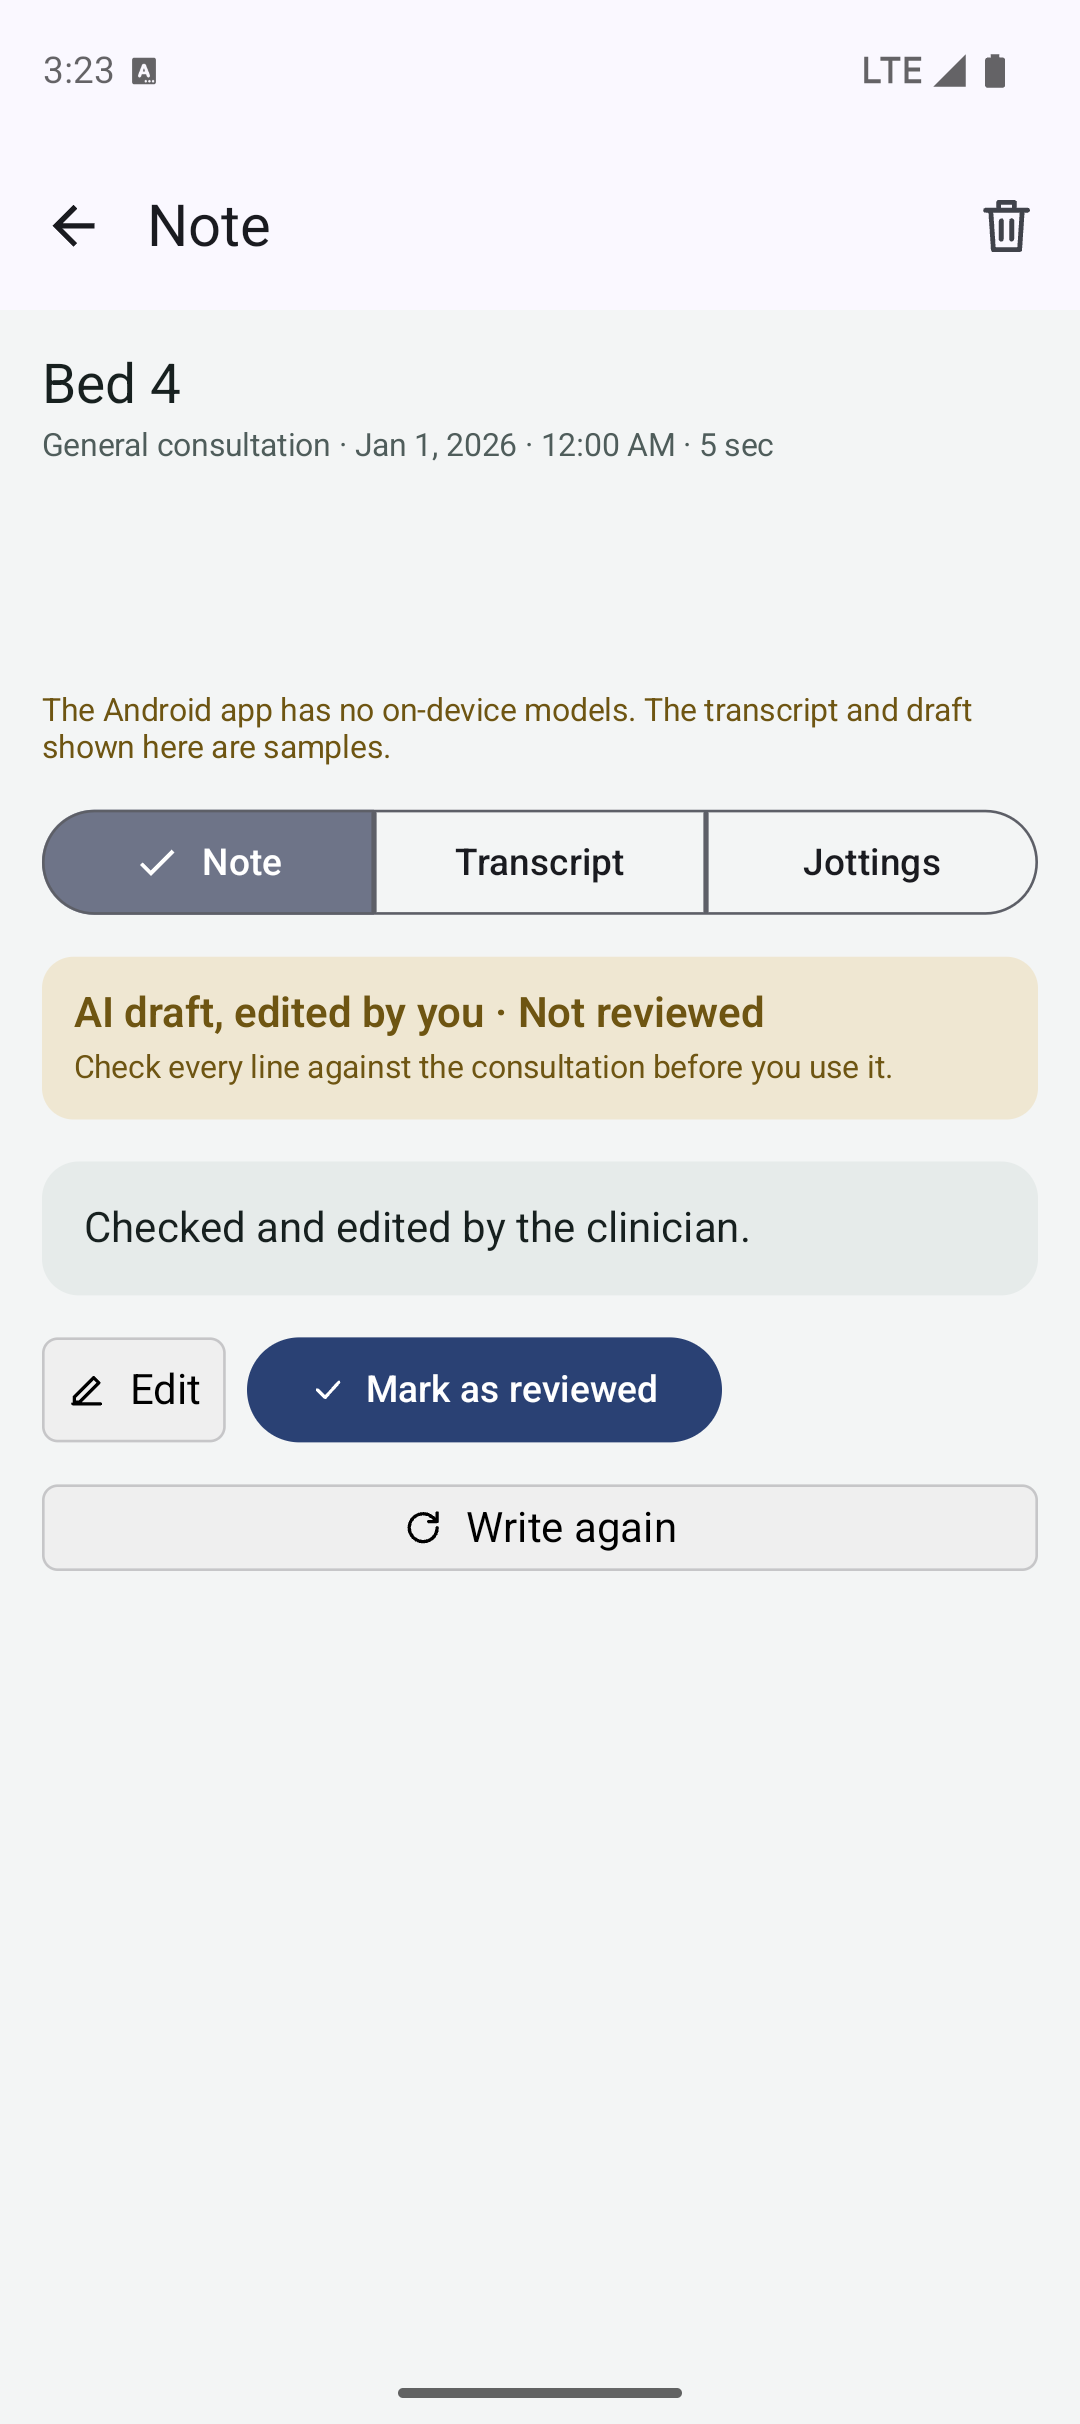 3:23
LTE
Note
Bed 4
General consultation · Jan 1, 2026 · 12:00 AM · 5 sec
The Android app has no on-device models. The transcript and draft
shown here are samples.
Note
Transcript
Jottings
AI draft, edited by you · Not reviewed
Check every line against the consultation before you use it.
Checked and edited by the clinician.
Edit
Mark as reviewed
Write again